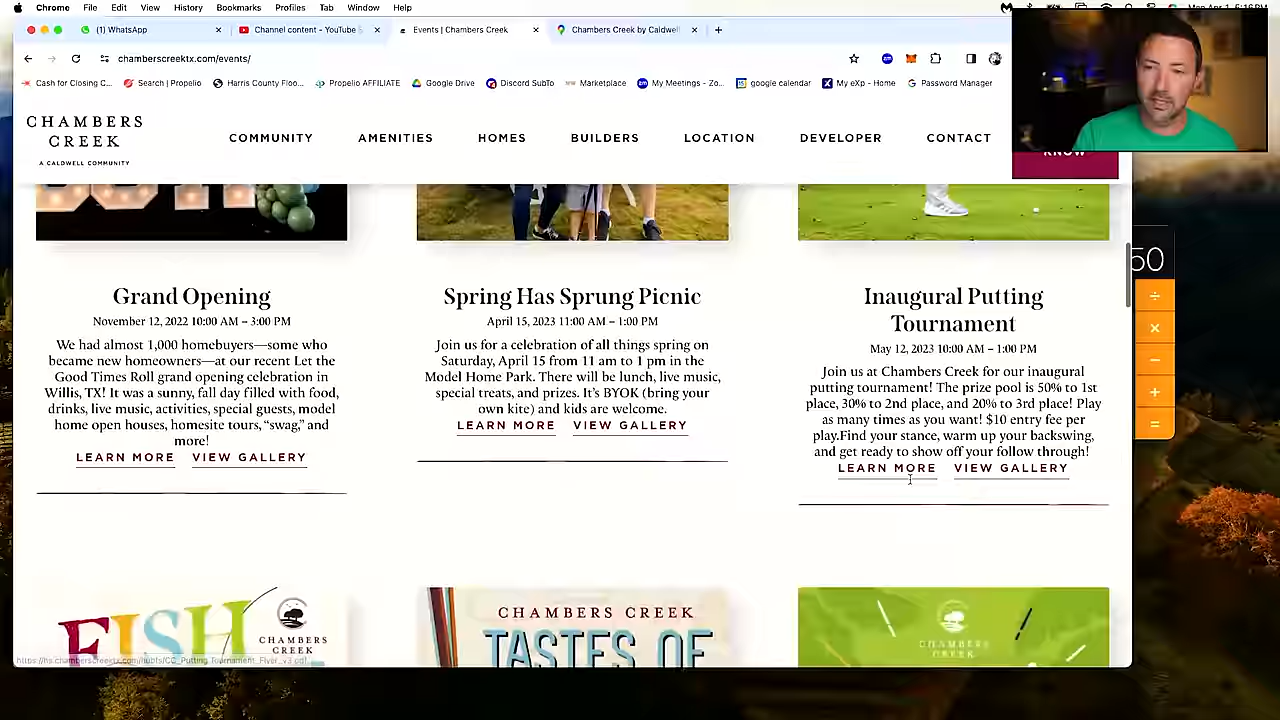 Chrome File Edit View History Bookmarks Profiles Tab Window Help
(1) WhatsApp
Channel content - YouTube
Events | Chambers Creek
Chambers Creek by Caldwel
chamberscreektx.com/events/
Cash for Closing C...
Search | Propelio
Harris County Floo...
Propelio AFFILIATE
Google Drive
Discord SubTo
Marketplace
My Meetings - Zo...
google calendar
My eXp - Home
Password Manager
CHAMBERS
CREEK
A CALDWELL COMMUNITY
COMMUNITY
AMENITIES
HOMES
BUILDERS
LOCATION
DEVELOPER
CONTACT
KNOW
50
÷
×
−
+
=
Grand Opening
November 12, 2022 10:00 AM – 3:00 PM
We had almost 1,000 homebuyers—some who
became new homeowners—at our recent Let the
Good Times Roll grand opening celebration in
Willis, TX! It was a sunny, fall day filled with food,
drinks, live music, activities, special guests, model
home open houses, homesite tours, “swag,” and
more!
LEARN MORE VIEW GALLERY
Spring Has Sprung Picnic
April 15, 2023 11:00 AM – 1:00 PM
Join us for a celebration of all things spring on
Saturday, April 15 from 11 am to 1 pm in the
Model Home Park. There will be lunch, live music,
special treats, and prizes. It’s BYOK (bring your
own kite) and kids are welcome.
LEARN MORE VIEW GALLERY
Inaugural Putting
Tournament
May 12, 2023 10:00 AM – 1:00 PM
Join us at Chambers Creek for our inaugural
putting tournament! The prize pool is 50% to 1st
place, 30% to 2nd place, and 20% to 3rd place! Play
as many times as you want! $10 entry fee per
play.Find your stance, warm up your backswing,
and get ready to show off your follow through!
LEARN MORE VIEW GALLERY
FISH
CHAMBERS
CREEK
CHAMBERS CREEK
TASTES OF
CHAMBERS
CREEK